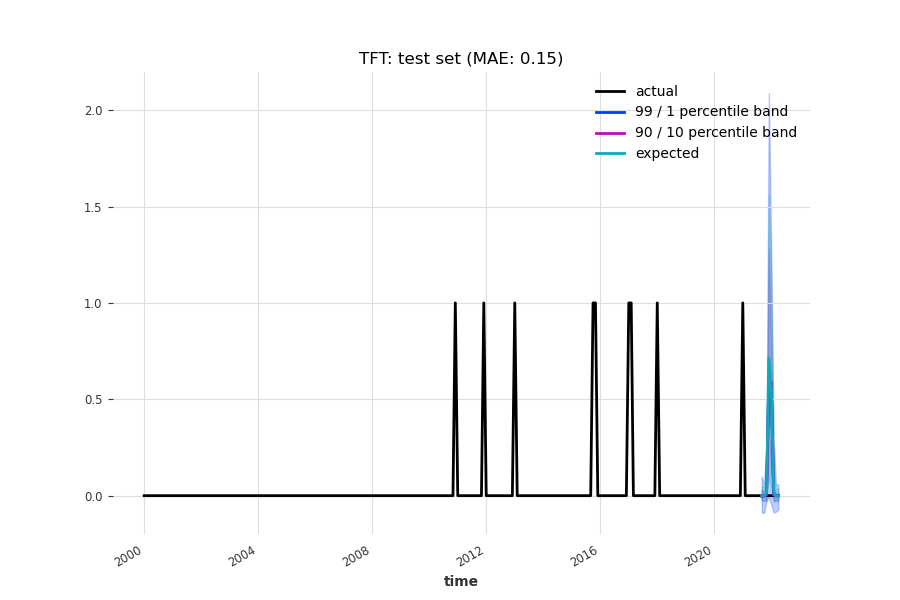 TFT: test set (MAE: 0.15)
actual
99 / 1 percentile band
90 / 10 percentile band
expected
2.0
1.5
1.0
0.5
0.0
2000
2004
2008
2012
2016
2020
time